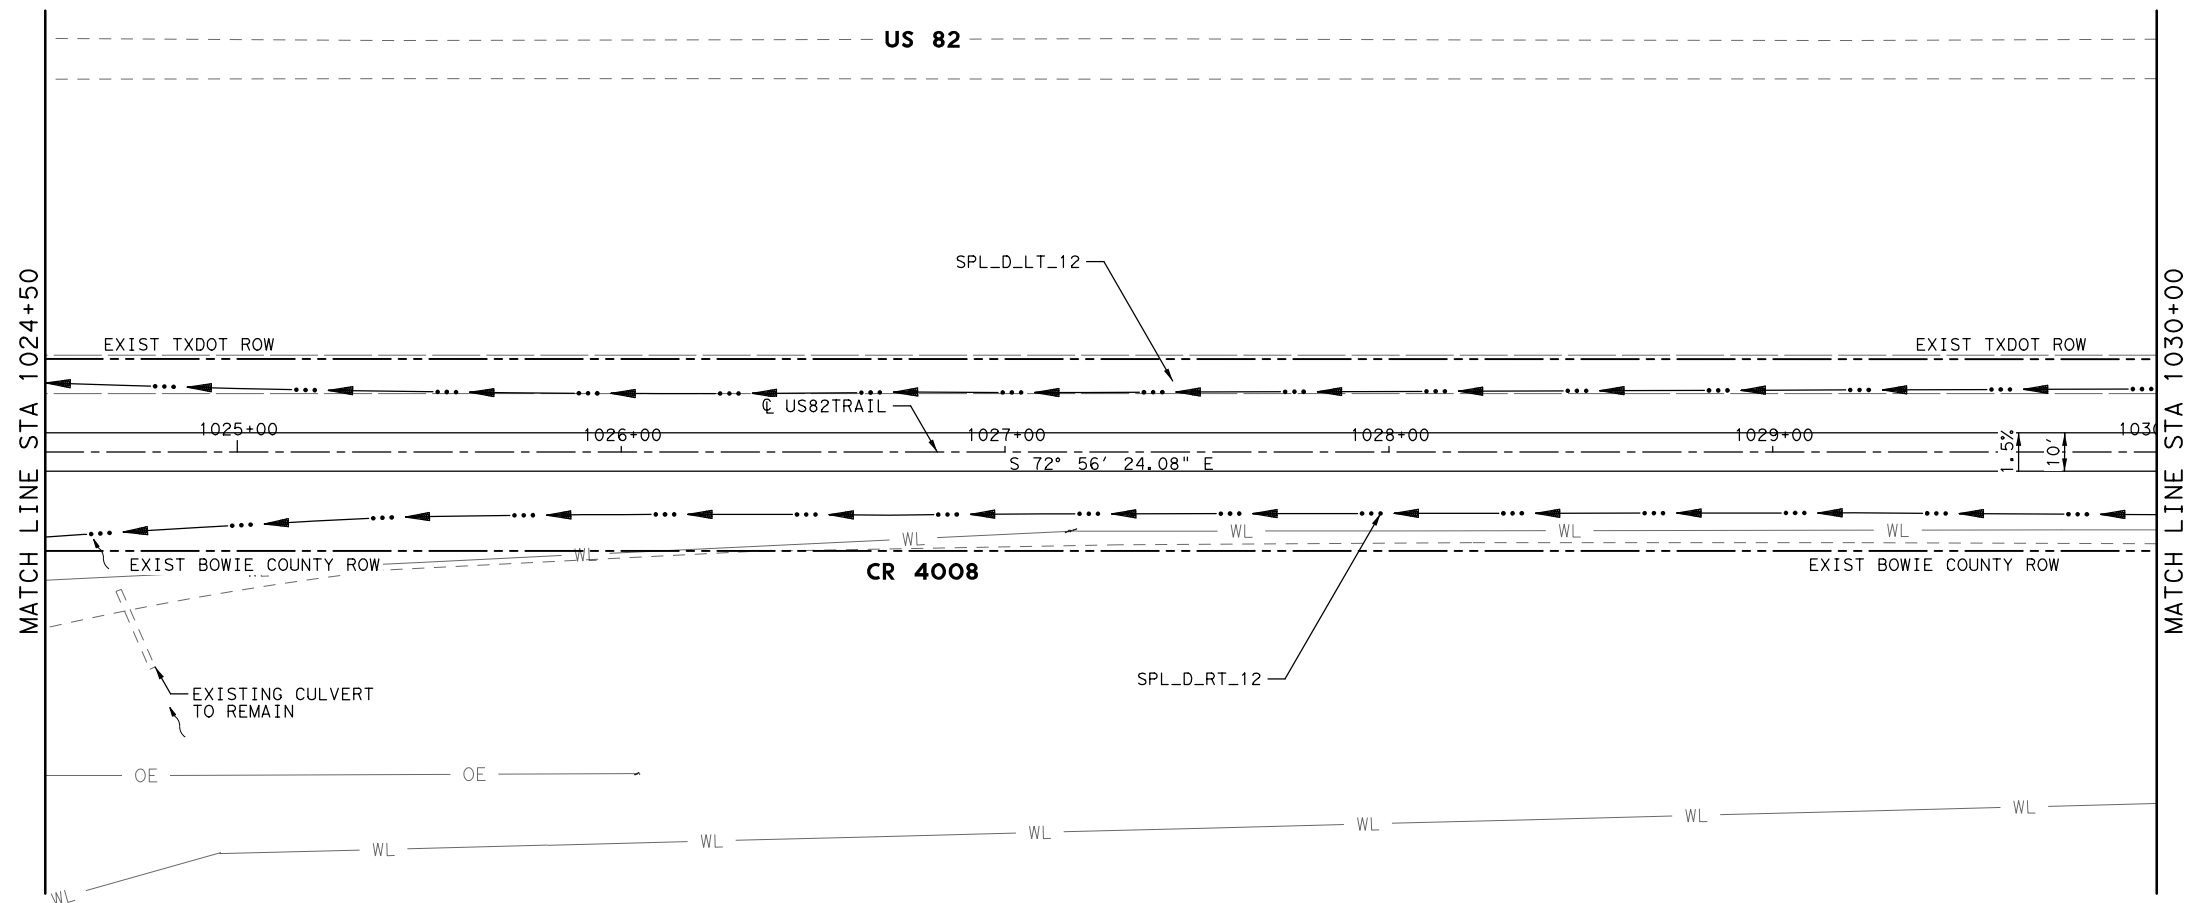 US 82
SPL_D_LT_12
MATCH LINE STA 1024+50
MATCH LINE STA 1030+00
EXIST TXDOT ROW
EXIST TXDOT ROW
℄ US82TRAIL
1025+00
1026+00
1027+00
1028+00
1029+00
1030
S 72° 56' 24.08" E
1.5%
10'
WL
WL
WL
WL
WL
EXIST BOWIE COUNTY ROW
CR 4008
EXIST BOWIE COUNTY ROW
SPL_D_RT_12
EXISTING CULVERT
TO REMAIN
OE
OE
WL
WL
WL
WL
WL
WL
WL